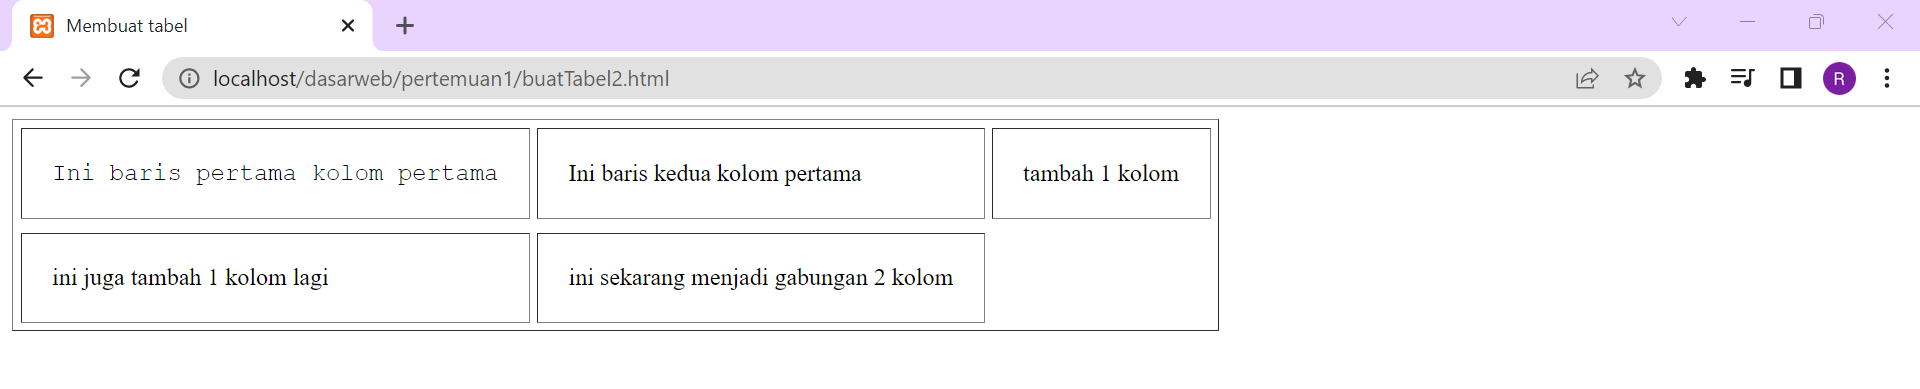 Membuat tabel
localhost/dasarweb/pertemuan1/buatTabel2.html
R
Ini baris pertama kolom pertama
Ini baris kedua kolom pertama
tambah 1 kolom
ini juga tambah 1 kolom lagi
ini sekarang menjadi gabungan 2 kolom